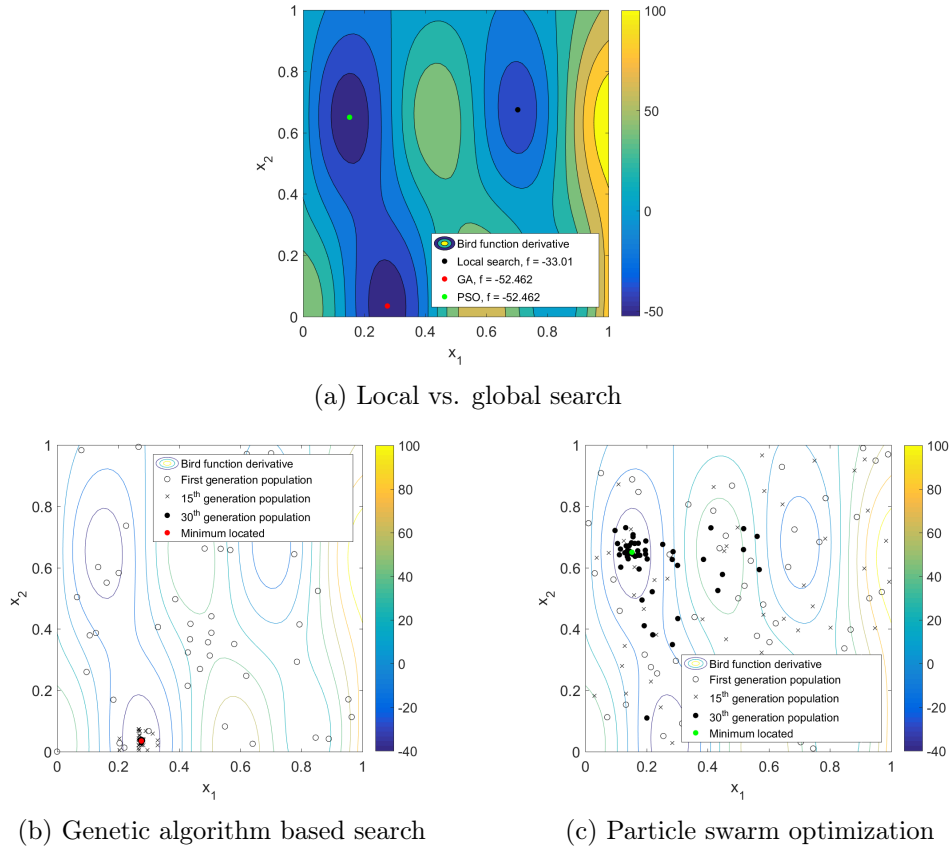 1
0.8
0.6
0.4
0.2
0
0
0.2
0.4
0.6
0.8
1
x2
x1
100
50
0
-50
Bird function derivative
Local search, f = -33.01
GA, f = -52.462
PSO, f = -52.462
(a) Local vs. global search
1
0.8
0.6
0.4
0.2
0
0
0.2
0.4
0.6
0.8
1
x2
x1
100
80
60
40
20
0
-20
-40
Bird function derivative
First generation population
15th generation population
30th generation population
Minimum located
(b) Genetic algorithm based search
1
0.8
0.6
0.4
0.2
0
0
0.2
0.4
0.6
0.8
1
x2
x1
100
80
60
40
20
0
-20
-40
Bird function derivative
First generation population
15th generation population
30th generation population
Minimum located
(c) Particle swarm optimization